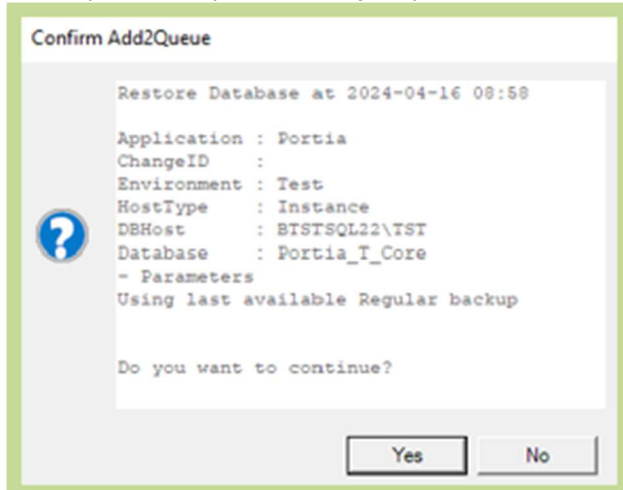 Confirm Add2Queue
Restore Database at 2024-04-16 08:58
Application : Portia
ChangeID :
Environment : Test
HostType : Instance
DBHost : BTSTSQL22\TST
Database : Portia_T_Core
- Parameters
Using last available Regular backup
Do you want to continue?
Yes No